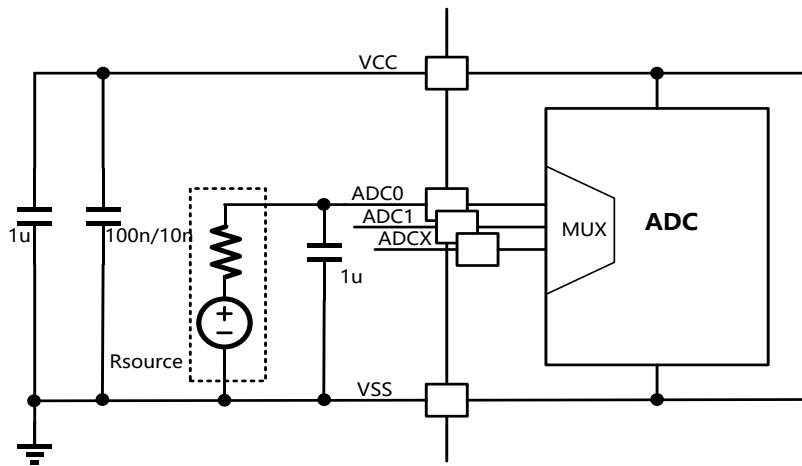 VCC
ADC0
ADC1
ADCX
MUX
ADC
1u
100n/10n
1u
+
−
Rsource
VSS